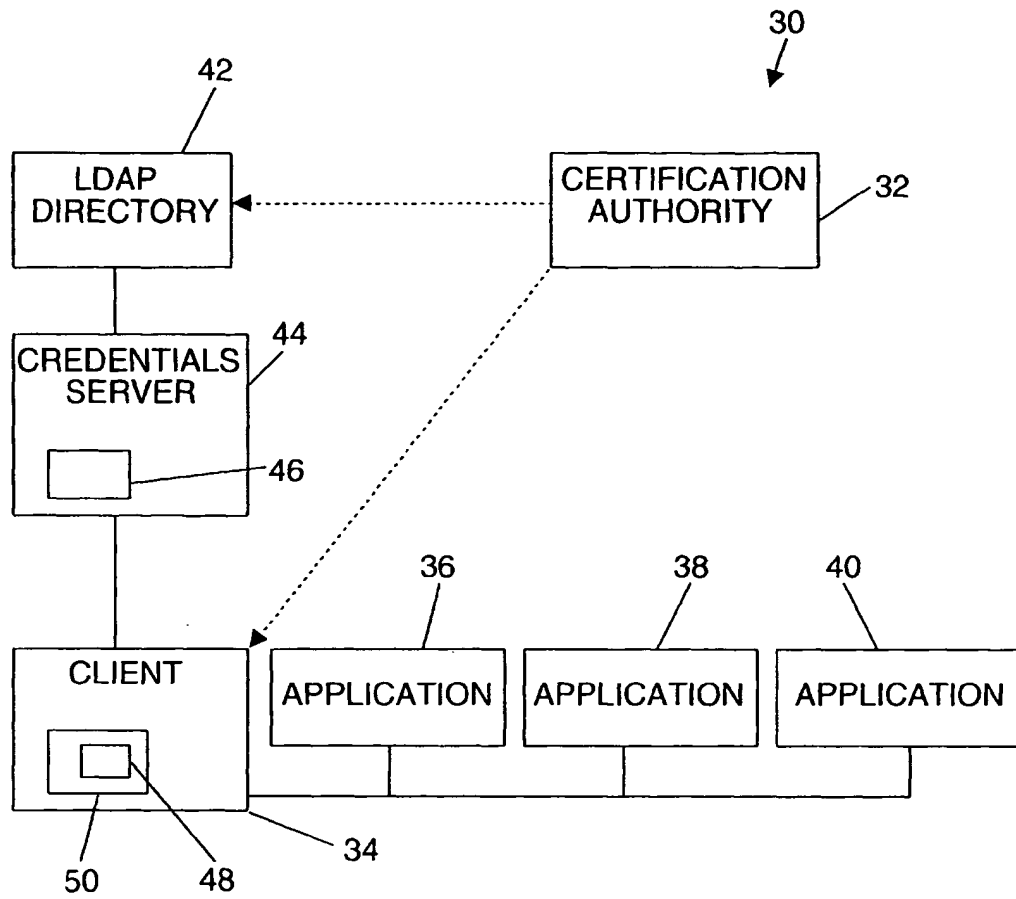 30
42
LDAP
DIRECTORY
CERTIFICATION
AUTHORITY
32
44
CREDENTIALS
SERVER
46
36
38
40
CLIENT
APPLICATION
APPLICATION
APPLICATION
34
50
48